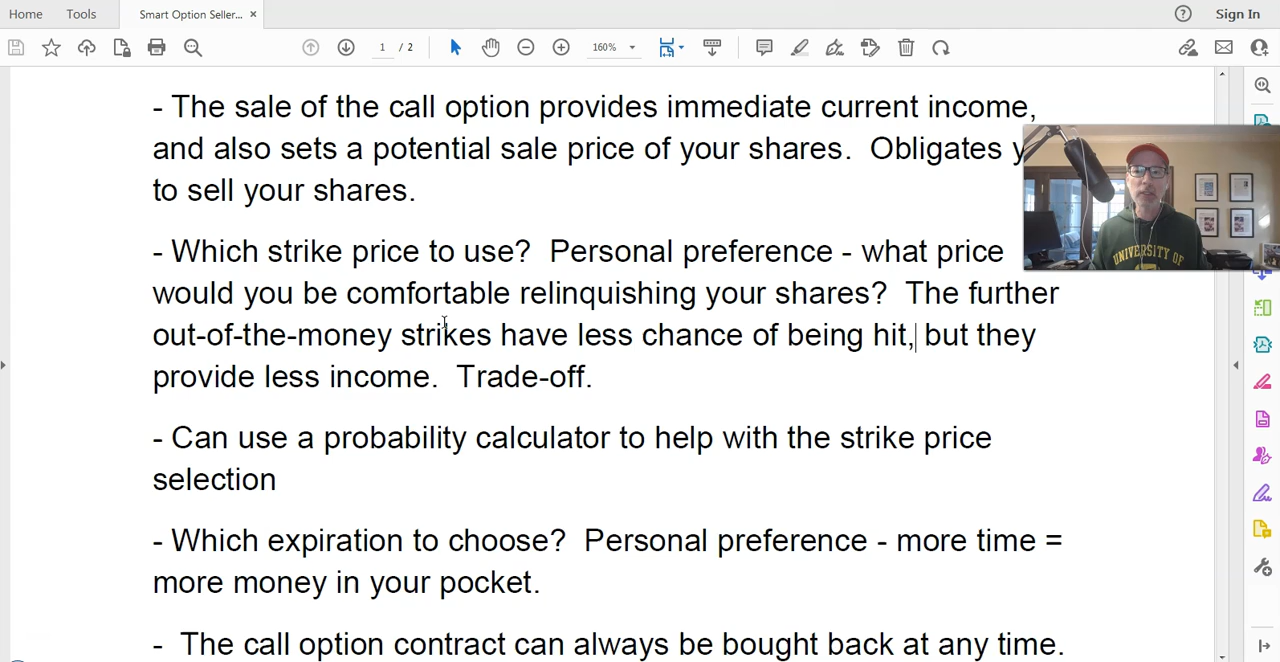 Home
Tools
Smart Option Seller...
Sign In
1 / 2
160%
- The sale of the call option provides immediate current income,
and also sets a potential sale price of your shares.  Obligates y
to sell your shares.
- Which strike price to use?  Personal preference - what price
would you be comfortable relinquishing your shares?  The further
out-of-the-money strikes have less chance of being hit, but they
provide less income.  Trade-off.
- Can use a probability calculator to help with the strike price
selection
- Which expiration to choose?  Personal preference - more time =
more money in your pocket.
-  The call option contract can always be bought back at any time.
UNIVERSITY OF